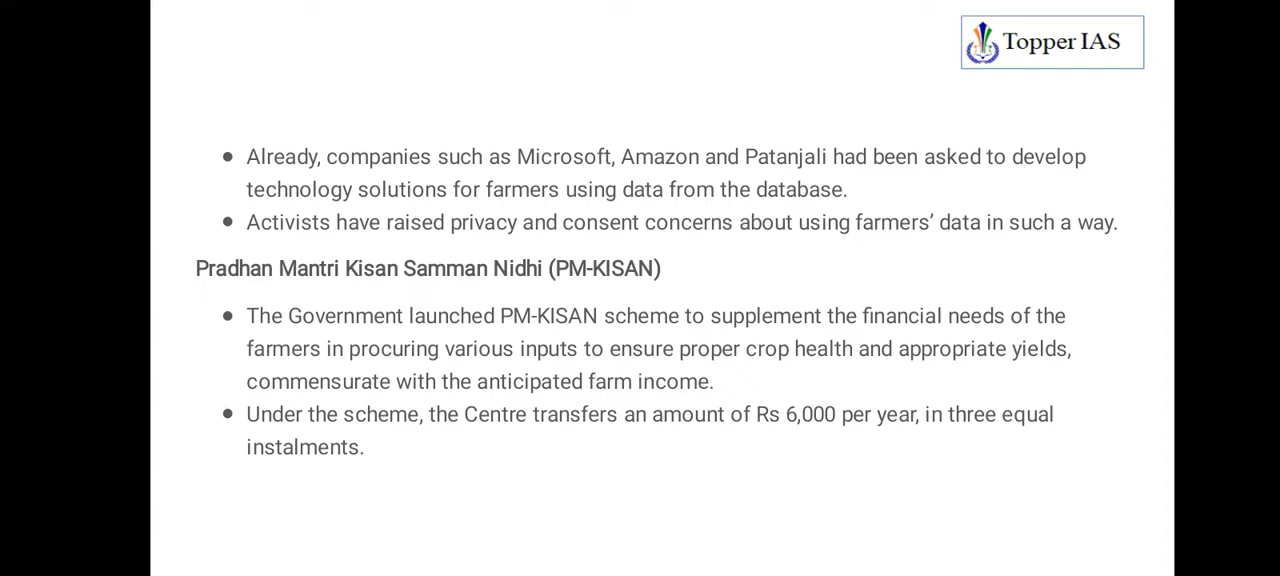 Topper IAS
Already, companies such as Microsoft, Amazon and Patanjali had been asked to develop
technology solutions for farmers using data from the database.
Activists have raised privacy and consent concerns about using farmers’ data in such a way.
Pradhan Mantri Kisan Samman Nidhi (PM-KISAN)
The Government launched PM-KISAN scheme to supplement the financial needs of the
farmers in procuring various inputs to ensure proper crop health and appropriate yields,
commensurate with the anticipated farm income.
Under the scheme, the Centre transfers an amount of Rs 6,000 per year, in three equal
instalments.